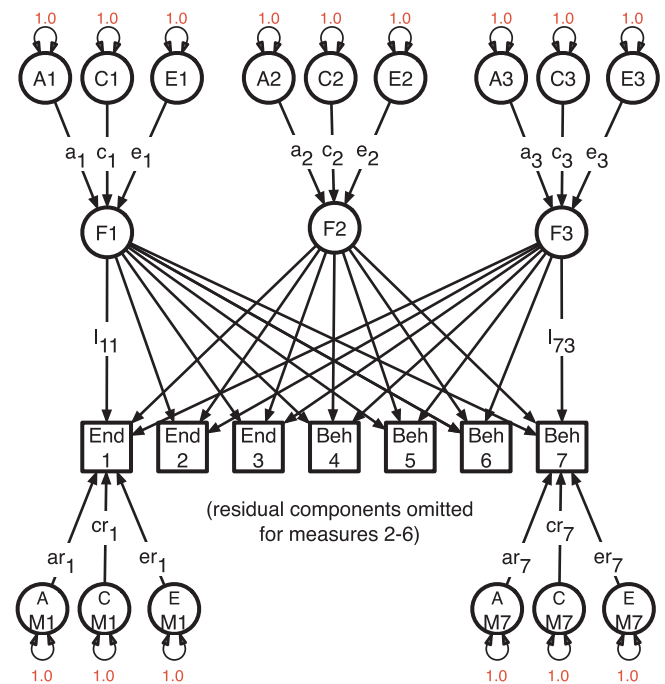 1.0 1.0 1.0 1.0 1.0 1.0 1.0 1.0 1.0
A1 C1 E1 A2 C2 E2 A3 C3 E3
a1 c1 e1 a2 c2 e2 a3 c3 e3
F1 F2 F3
l11 l73
End End End Beh Beh Beh Beh
1 2 3 4 5 6 7
(residual components omitted
for measures 2-6)
ar1 cr1 er1 ar7 cr7 er7
A C E A C E
M1 M1 M1 M7 M7 M7
1.0 1.0 1.0 1.0 1.0 1.0